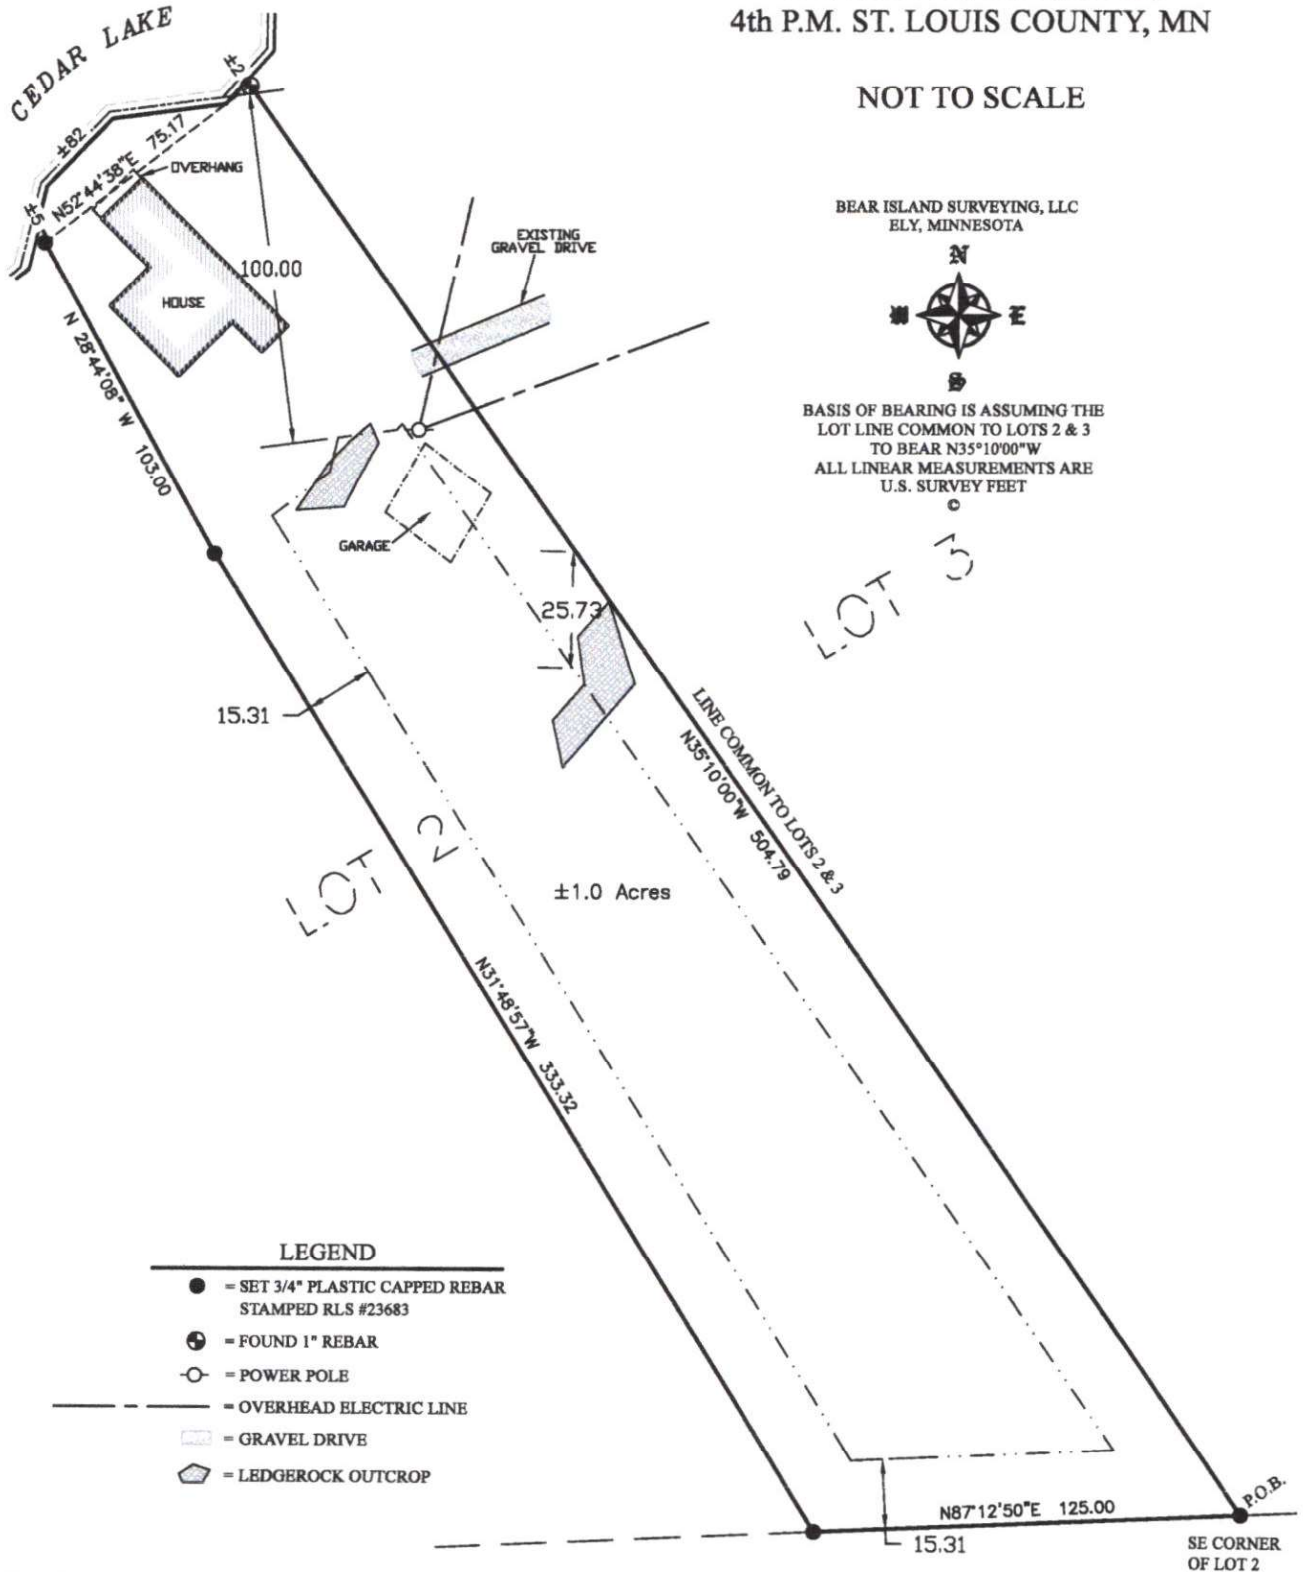 4th P.M. ST. LOUIS COUNTY, MN
NOT TO SCALE
CEDAR LAKE
±2
±82
±5
N52°44'38"E 75.17
OVERHANG
HOUSE
100.00
EXISTING
GRAVEL DRIVE
BEAR ISLAND SURVEYING, LLC
ELY, MINNESOTA
N
W E
S
BASIS OF BEARING IS ASSUMING THE
LOT LINE COMMON TO LOTS 2 & 3
TO BEAR N35°10'00"W
ALL LINEAR MEASUREMENTS ARE
U.S. SURVEY FEET
©
N 28°44'08" W 103.00
GARAGE
25.73
LOT 3
15.31
LINE COMMON TO LOTS 2 & 3
N35°10'00"W 504.79
LOT 2
±1.0 Acres
N31°48'57"W 333.32
LEGEND
= SET 3/4" PLASTIC CAPPED REBAR
STAMPED RLS #23683
= FOUND 1" REBAR
= POWER POLE
= OVERHEAD ELECTRIC LINE
= GRAVEL DRIVE
= LEDGEROCK OUTCROP
N87°12'50"E 125.00
P.O.B.
15.31
SE CORNER
OF LOT 2